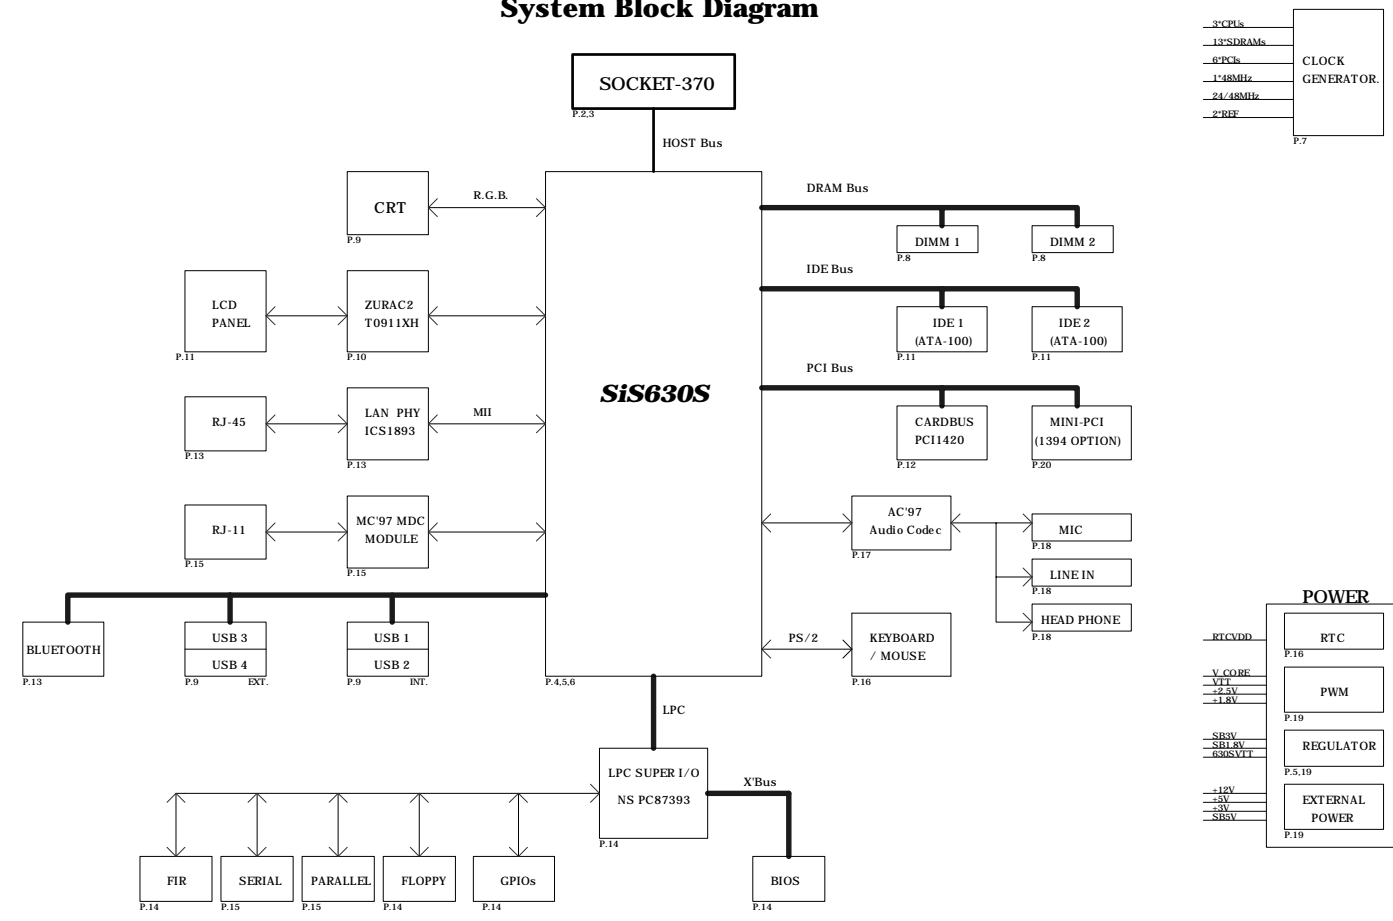 System Block Diagram
3*CPUs
13*SDRAMs
6*PCIs
1*48MHz
24/48MHz
2*REF
CLOCK
GENERATOR.
P.7
SOCKET-370
P.2,3
HOST Bus
CRT
P.9
R.G.B.
DRAM Bus
DIMM 1
P.8
DIMM 2
P.8
LCD
PANEL
P.11
ZURAC2
T0911XH
P.10
IDE Bus
IDE 1
(ATA-100)
P.11
IDE 2
(ATA-100)
P.11
SiS630S
PCI Bus
RJ-45
P.13
LAN PHY
ICS1893
P.13
MII
CARDBUS
PCI1420
P.12
MINI-PCI
(1394 OPTION)
P.20
RJ-11
P.15
MC'97 MDC
MODULE
P.15
AC'97
Audio Codec
P.17
MIC
P.18
LINE IN
P.18
HEAD PHONE
P.18
BLUETOOTH
P.13
USB 3
USB 4
P.9
EXT.
USB 1
USB 2
P.9
INT.
P.4,5,6
PS/2
KEYBOARD
/ MOUSE
P.16
LPC
LPC SUPER I/O
NS PC87393
P.14
X'Bus
FIR
P.14
SERIAL
P.15
PARALLEL
P.15
FLOPPY
P.14
GPIOs
P.14
BIOS
P.14
POWER
RTCVDD
RTC
P.16
V_CORE
VTT
+2.5V
+1.8V
PWM
P.19
SB3V
SB1.8V
630SVTT
REGULATOR
P.5,19
+12V
+5V
+3V
SB5V
EXTERNAL
POWER
P.19